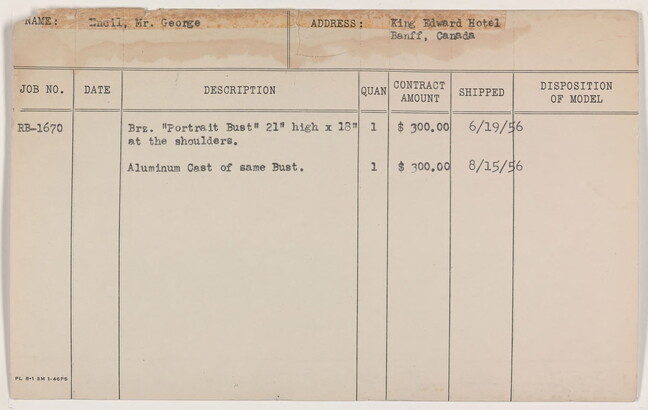 NAME: Mr. George ADDRESS: King Edward Hotel
Banff, Canada
JOB NO. DATE DESCRIPTION QUAN CONTRACT AMOUNT SHIPPED DISPOSITION OF MODEL
RB-1670 Brz. "Portrait Bust" 21" high x 18" 1 $ 300.00 6/19/56
at the shoulders.
Aluminum Cast of same Bust. 1 $ 300.00 8/15/56